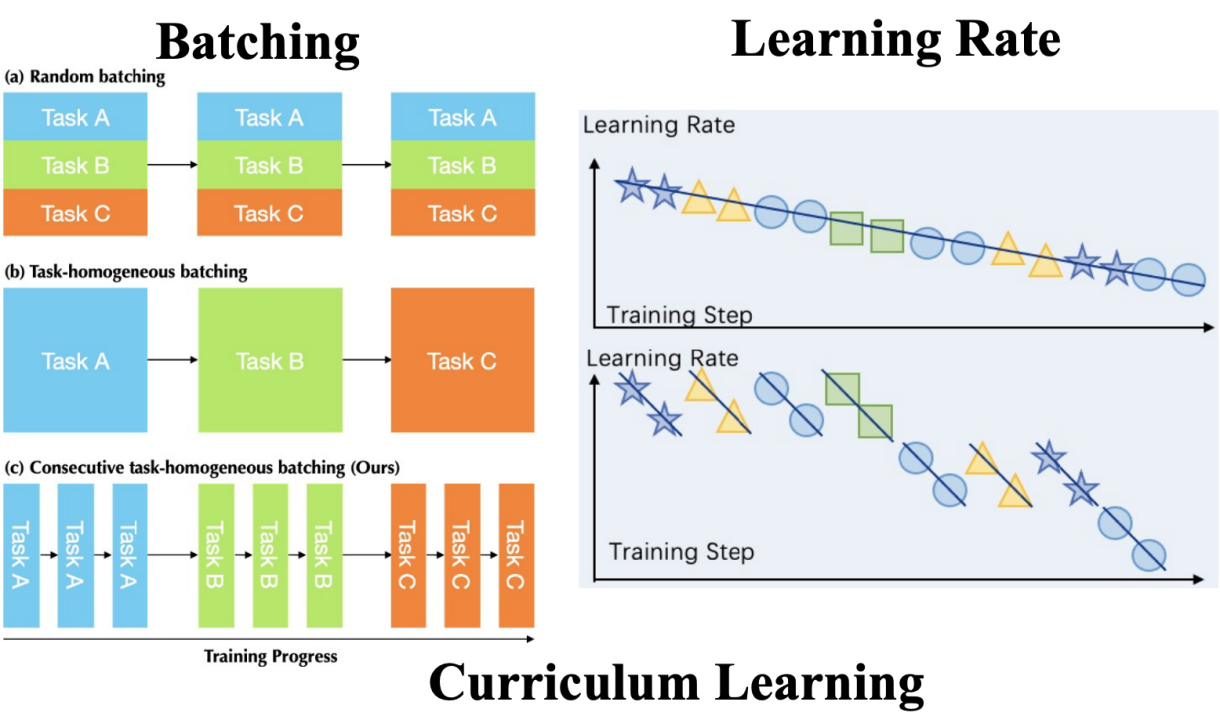 Batching
(a) Random batching
Task A
Task A
Task A
Task B
Task B
Task B
Task C
Task C
Task C
(b) Task-homogeneous batching
Task A
Task B
Task C
(c) Consecutive task-homogeneous batching (Ours)
Task A
Task A
Task A
Task B
Task B
Task B
Task C
Task C
Task C
Training Progress
Learning Rate
Learning Rate
Training Step
Learning Rate
Training Step
Curriculum Learning